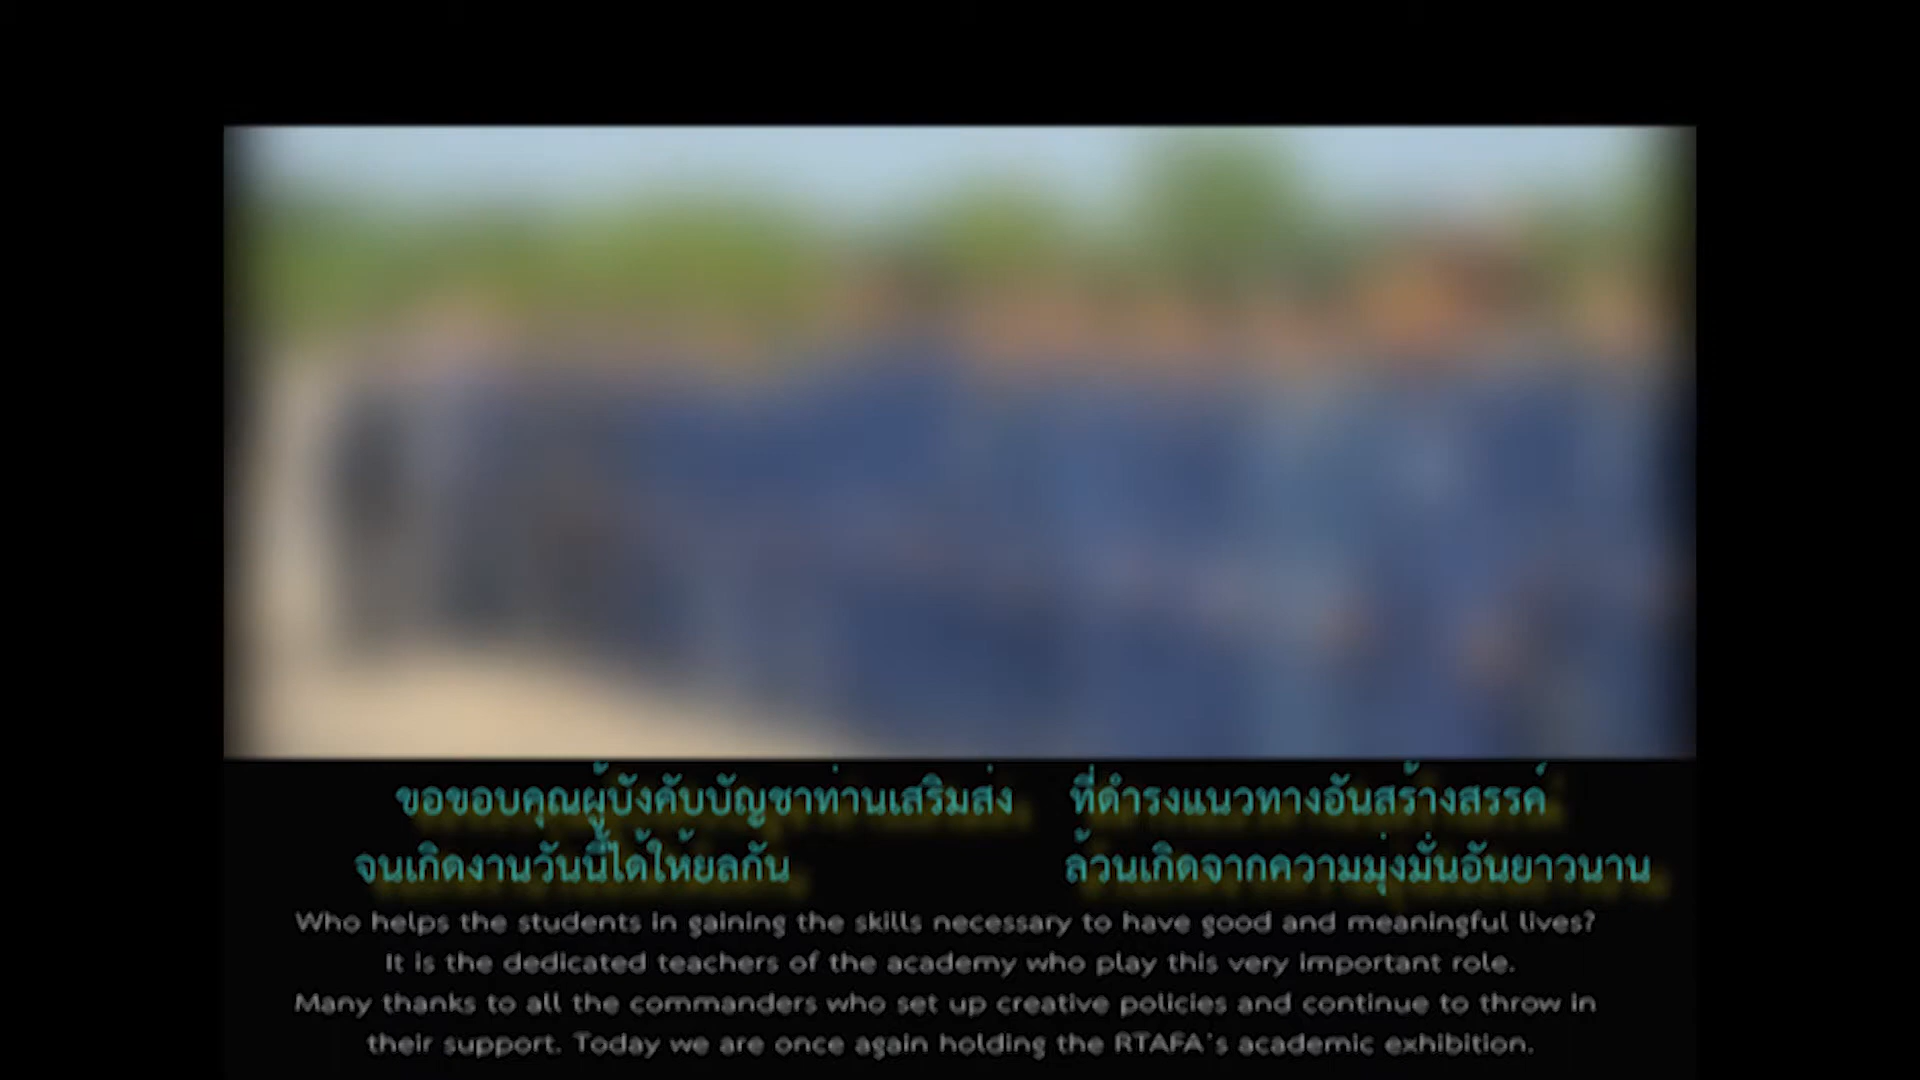 ขอขอบคุณผู้บังคับบัญชาท่านเสริมส่ง ที่ดำรงแนวทางอันสร้างสรรค์
จนเกิดงานวันนี้ได้ให้ยลกัน ล้วนเกิดจากความมุ่งมั่นอันยาวนาน
Who helps the students in gaining the skills necessary to have good and meaningful lives?
It is the dedicated teachers of the academy who play this very important role.
Many thanks to all the commanders who set up creative policies and continue to throw in
their support. Today we are once again holding the RTAFA's academic exhibition.